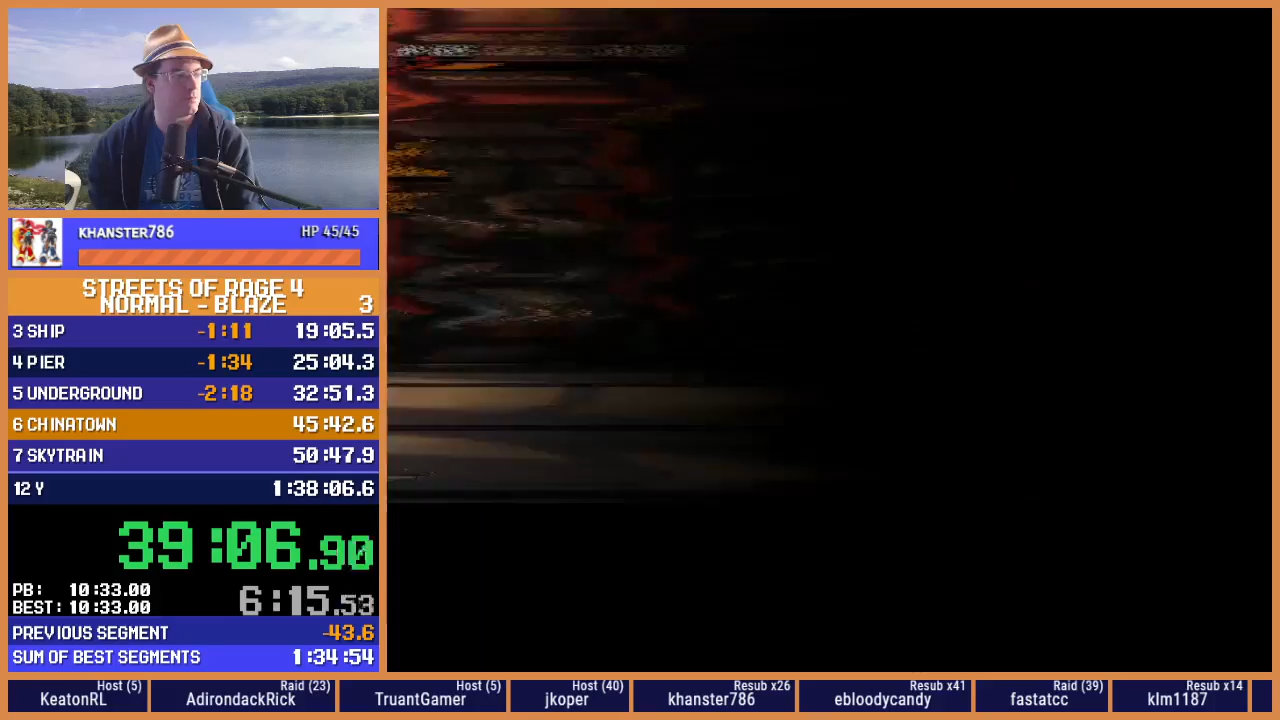 KHANSTER786 HP 45/45
STREETS OF RAGE 4
NORMAL - BLAZE 3
3 SHIP -1:11 19:05.5
4 PIER -1:34 25:04.3
5 UNDERGROUND -2:18 32:51.3
6 CHINATOWN 45:42.6
7 SKYTRAIN 50:47.9
12 Y 1:38:06.6
39:06.90
PB: 10:33.00
BEST: 10:33.00
6:15.53
PREVIOUS SEGMENT -43.6
SUM OF BEST SEGMENTS 1:34:54
Host (5)
KeatonRL
Raid (23)
AdirondackRick
Host (5)
TruantGamer
Host (40)
jkoper
Resub x26
khanster786
Resub x41
ebloodycandy
Raid (39)
fastatcc
Resub x14
klm1187